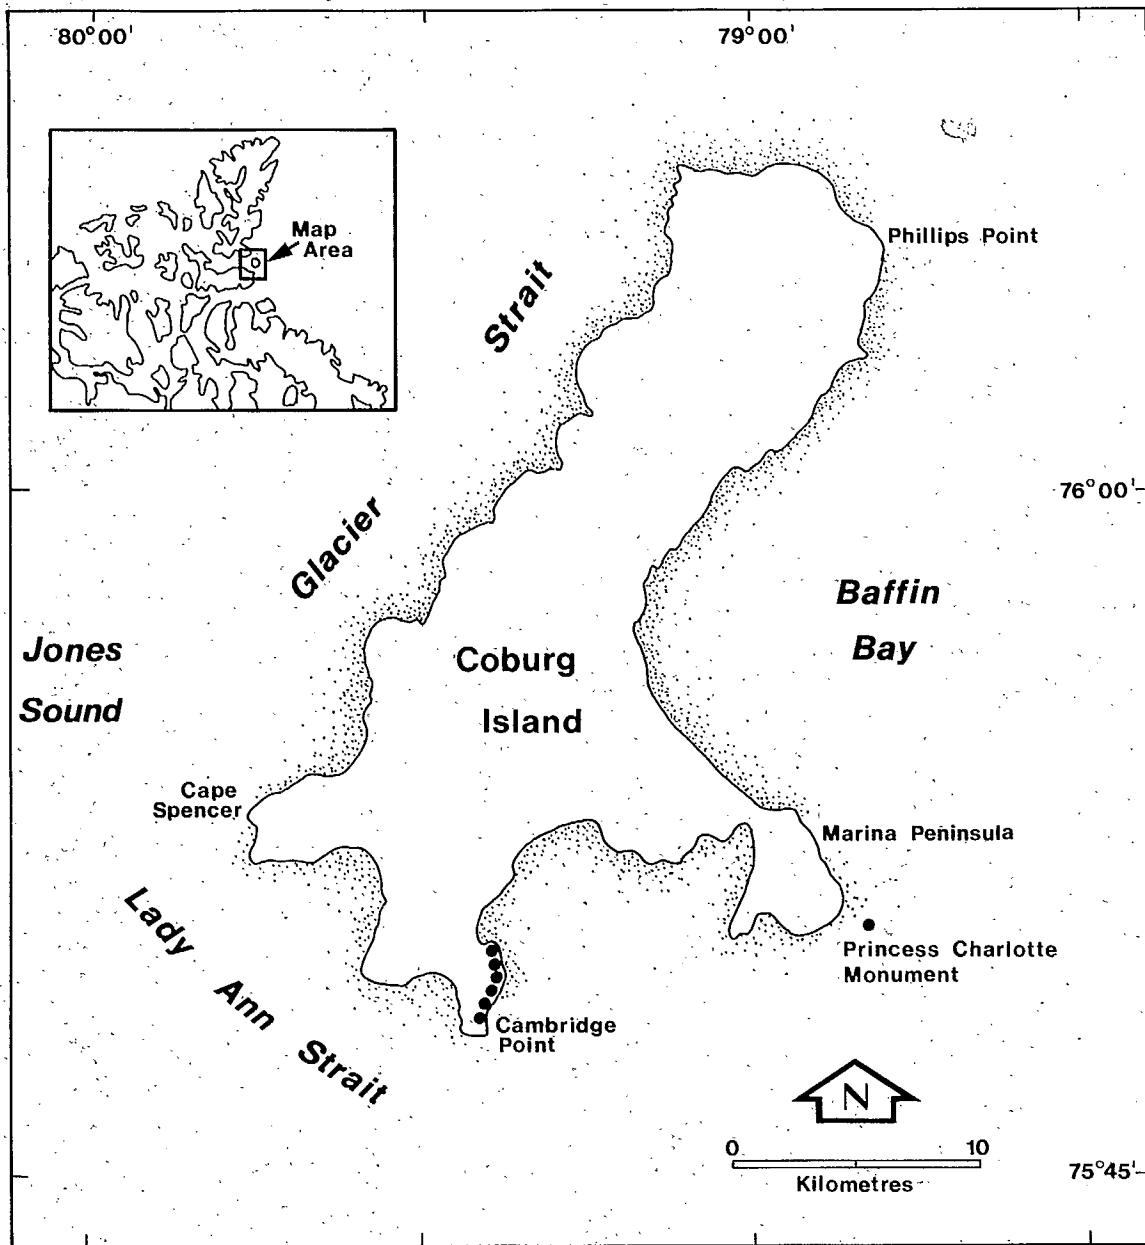 80°00'
79°00'
Map
Area
Phillips Point
Strait
Glacier
76°00'
Baffin
Bay
Jones
Sound
Coburg
Island
Cape
Spencer
Marina Peninsula
Lady Ann Strait
Princess Charlotte
Monument
Cambridge
Point
N
0 10
Kilometres
75°45'